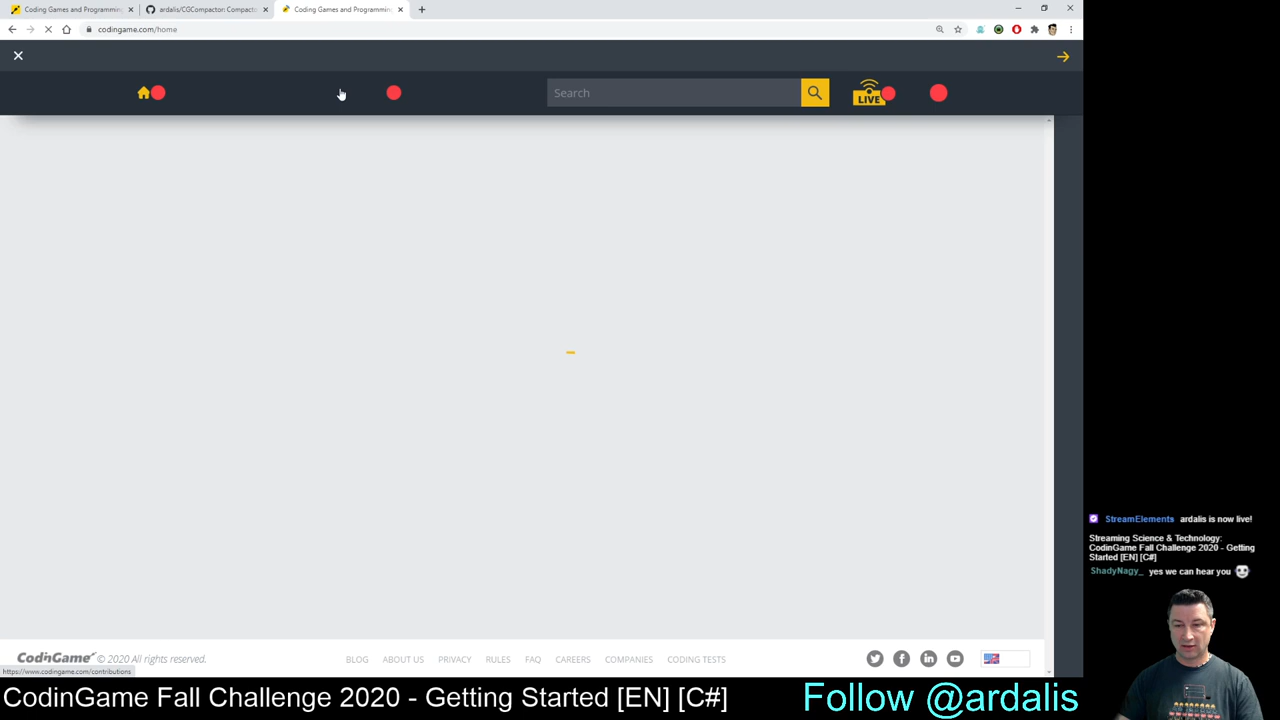 Coding Games and Programming
ardalis/CGCompactor: Compacto
Coding Games and Programming
codingame.com/home
Search
LIVE
StreamElements ardalis is now live!
Streaming Science & Technology:
CodinGame Fall Challenge 2020 - Getting
Started [EN] [C#]
ShadyNagy_ yes we can hear you
CodinGame © 2020 All rights reserved.
BLOG ABOUT US PRIVACY RULES FAQ CAREERS COMPANIES CODING TESTS
https://www.codingame.com/contributions
CodinGame Fall Challenge 2020 - Getting Started [EN] [C#] Follow @ardalis